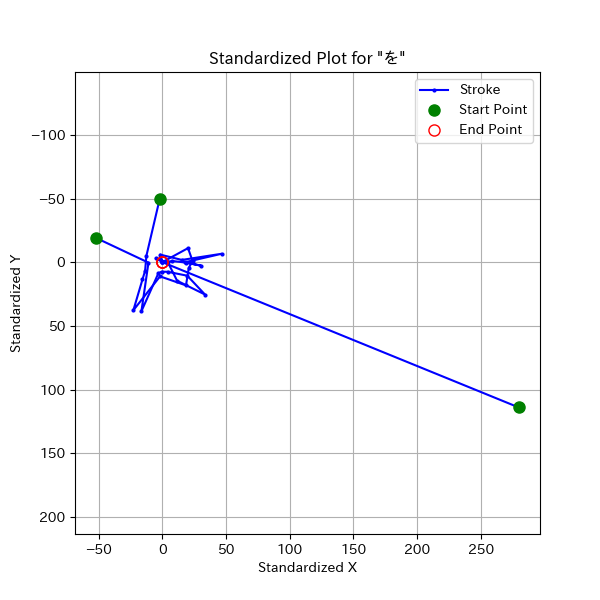 Standardized Plot for "を"
Stroke
Start Point
End Point
Standardized Y
−100
−50
0
50
100
150
200
−50 0 50 100 150 200 250
Standardized X